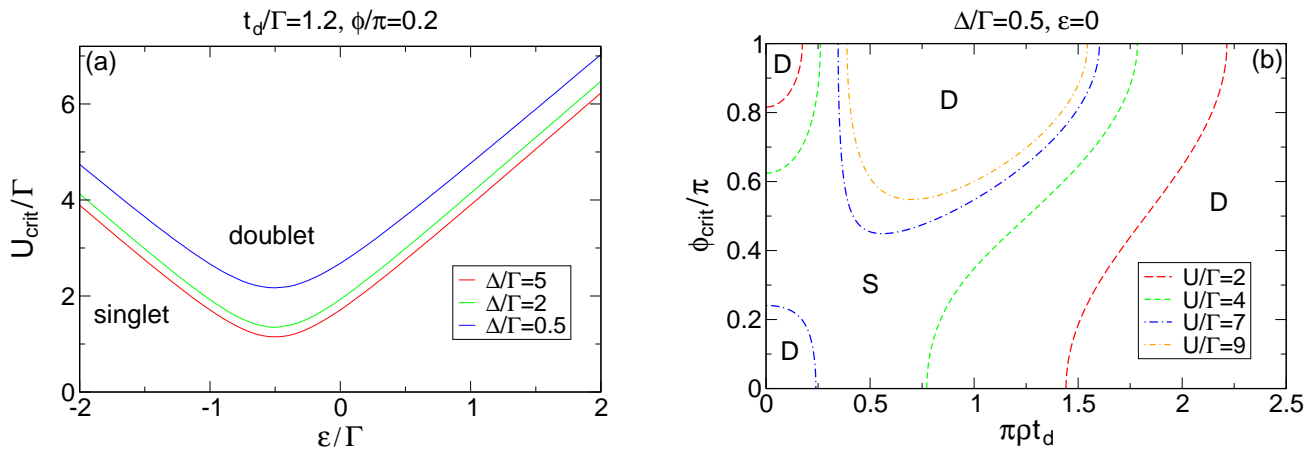 t_d/Γ=1.2, ϕ/π=0.2
(a)
U_crit/Γ
6
4
2
0
doublet
singlet
Δ/Γ=5
Δ/Γ=2
Δ/Γ=0.5
-2 -1 0 1 2
ε/Γ
Δ/Γ=0.5, ε=0
(b)
ϕ_crit/π
1
0.8
0.6
0.4
0.2
0
D
D
D
S
D
U/Γ=2
U/Γ=4
U/Γ=7
U/Γ=9
0 0.5 1 1.5 2 2.5
πρt_d